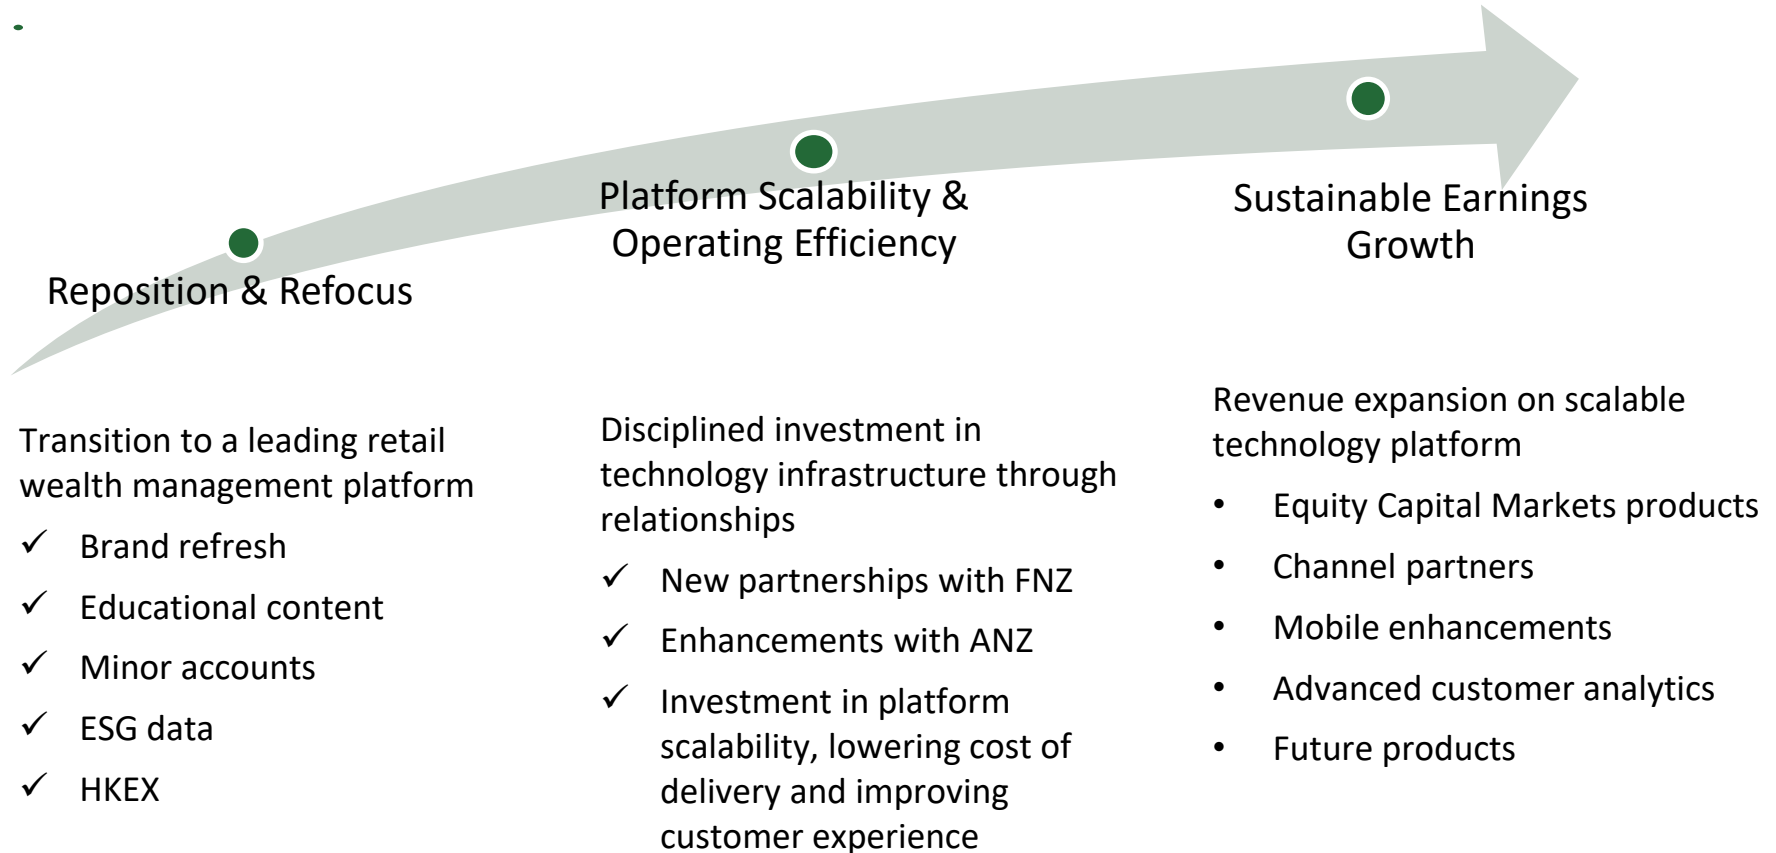 Reposition & Refocus
Transition to a leading retail
wealth management platform
✓ Brand refresh
✓ Educational content
✓ Minor accounts
✓ ESG data
✓ HKEX
Platform Scalability &
Operating Efficiency
Disciplined investment in
technology infrastructure through
relationships
✓ New partnerships with FNZ
✓ Enhancements with ANZ
✓ Investment in platform
scalability, lowering cost of
delivery and improving
customer experience
Sustainable Earnings
Growth
Revenue expansion on scalable
technology platform
• Equity Capital Markets products
• Channel partners
• Mobile enhancements
• Advanced customer analytics
• Future products